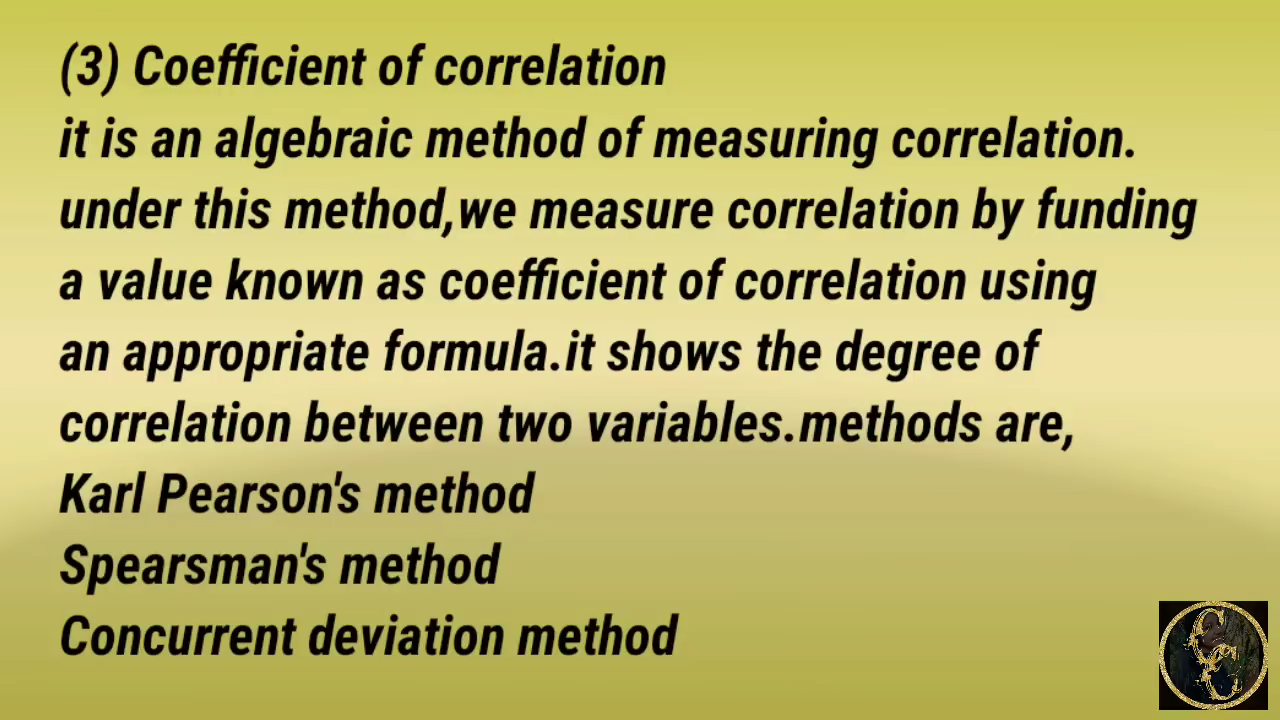 (3) Coefficient of correlation
it is an algebraic method of measuring correlation.
under this method,we measure correlation by funding
a value known as coefficient of correlation using
an appropriate formula.it shows the degree of
correlation between two variables.methods are,
Karl Pearson's method
Spearsman's method
Concurrent deviation method